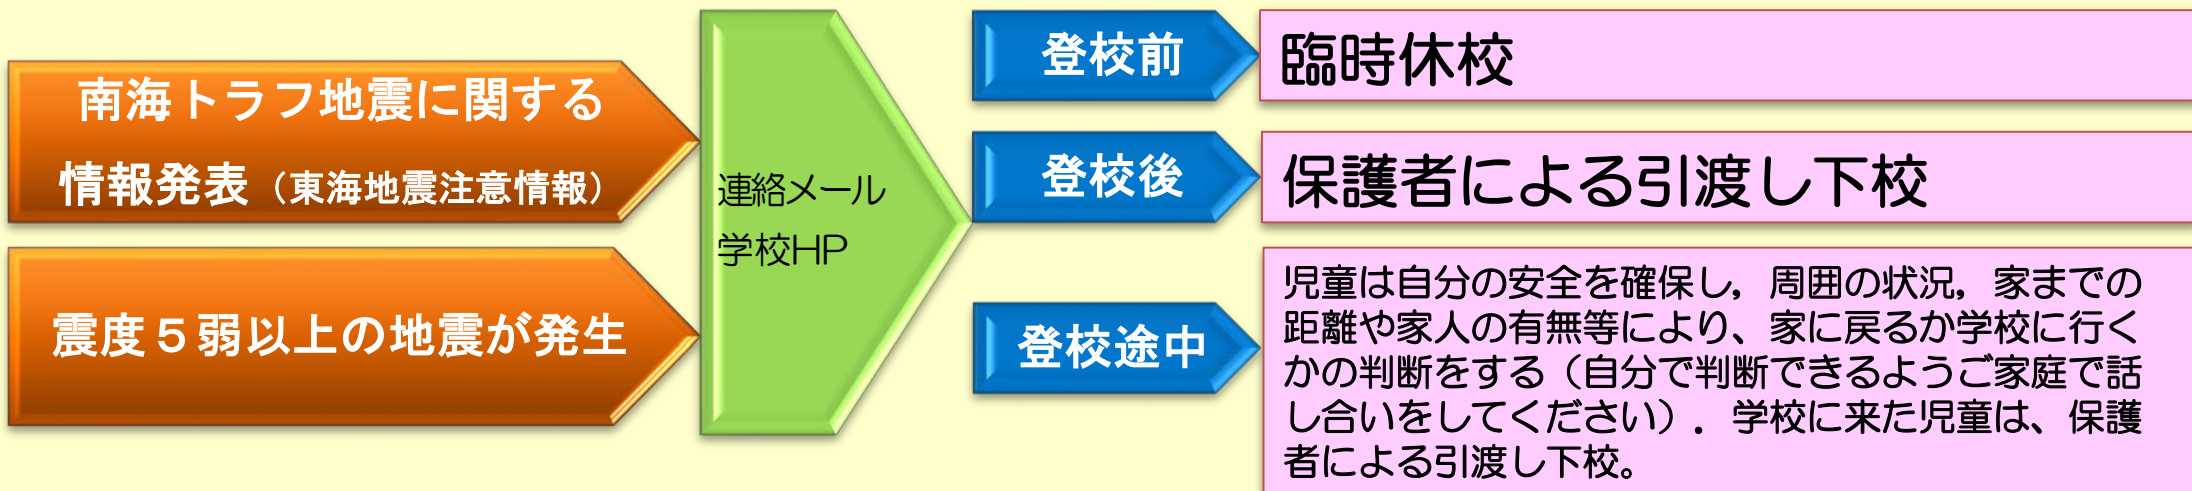 南海トラフ地震に関する
情報発表（東海地震注意情報）
震度５弱以上の地震が発生
連絡メール
学校HP
登校前
臨時休校
登校後
保護者による引渡し下校
登校途中
児童は自分の安全を確保し，周囲の状況，家までの
距離や家人の有無等により、家に戻るか学校に行く
かの判断をする（自分で判断できるようご家庭で話
し合いをしてください）．学校に来た児童は、保護
者による引渡し下校。